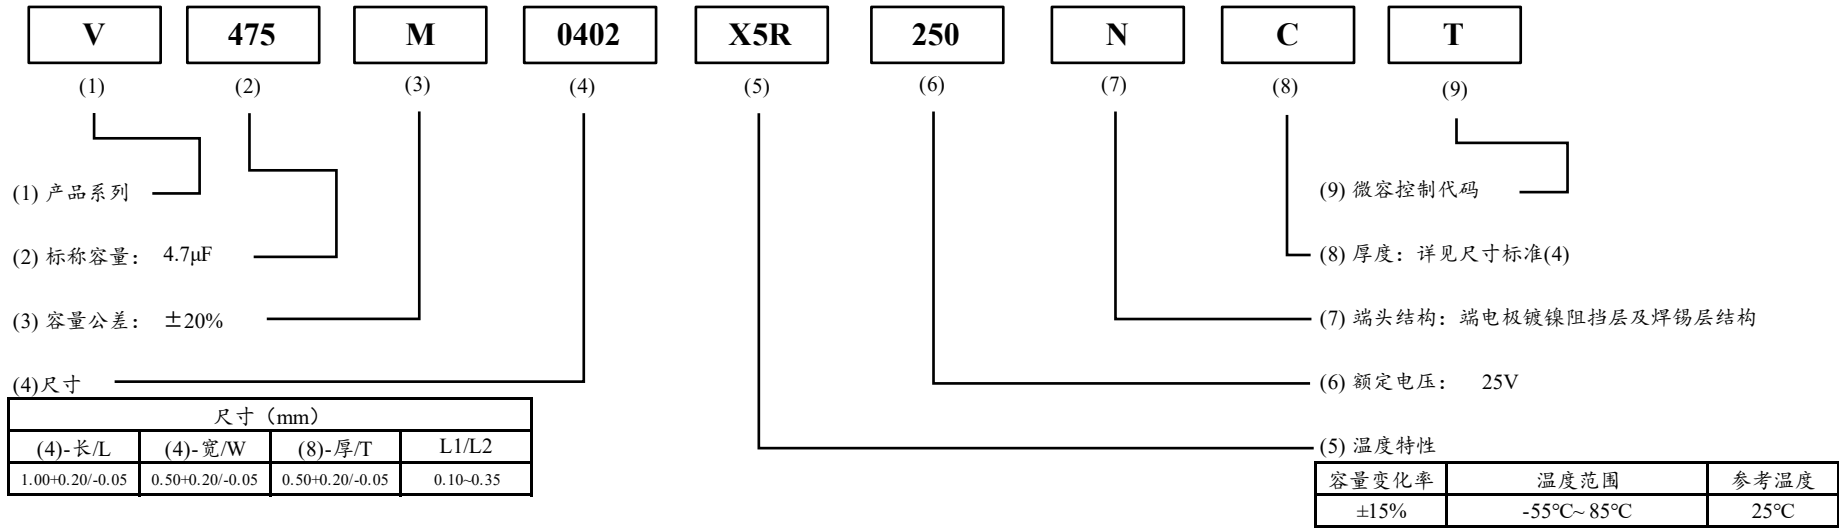 V 475 M 0402 X5R 250 N C T
(1) (2) (3) (4) (5) (6) (7) (8) (9)
(1) 产品系列
(9) 微容控制代码
(2) 标称容量： 4.7μF
(8) 厚度：详见尺寸标准(4)
(3) 容量公差： ±20%
(7) 端头结构：端电极镀镍阻挡层及焊锡层结构
(4)尺寸
(6) 额定电压： 25V
尺寸（mm）
(4)-长/L (4)-宽/W (8)-厚/T L1/L2
1.00+0.20/-0.05 0.50+0.20/-0.05 0.50+0.20/-0.05 0.10~0.35
(5) 温度特性
容量变化率 温度范围 参考温度
±15% -55℃~ 85℃ 25℃